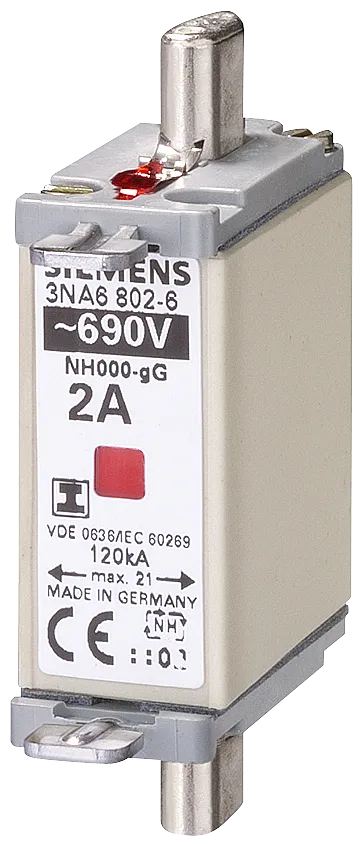 SIEMENS
3NA6 802-6
~690V
NH000-gG
2A
VDE 0636/IEC 60269
120kA
max. 21
MADE IN GERMANY
CE NH